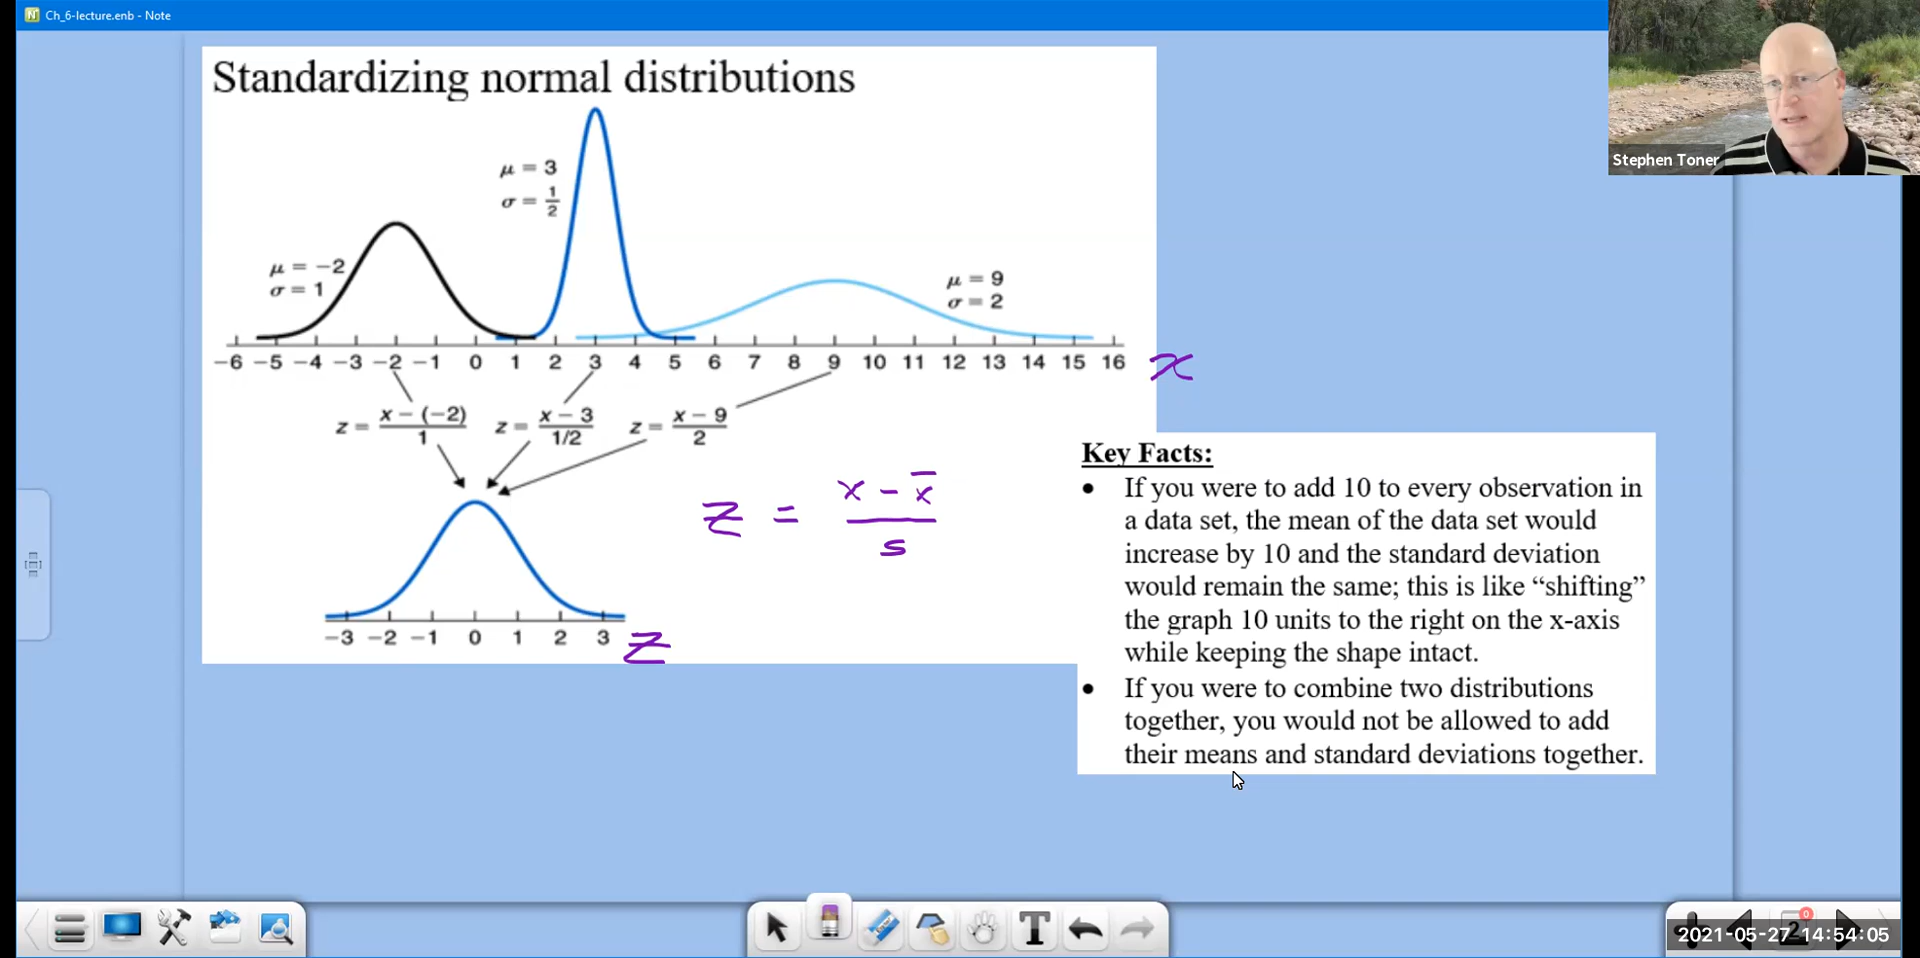 Ch_6-lecture.enb - Note
Stephen Toner
Standardizing normal distributions
μ = 3
σ = 1/2
μ = −2
σ = 1
μ = 9
σ = 2
−6 −5 −4 −3 −2 −1 0 1 2 3 4 5 6 7 8 9 10 11 12 13 14 15 16 x
z = x − (−2) / 1 z = x − 3 / 1/2 z = x − 9 / 2
z = x − x̄ / s
−3 −2 −1 0 1 2 3 z
Key Facts:
• If you were to add 10 to every observation in
a data set, the mean of the data set would
increase by 10 and the standard deviation
would remain the same; this is like “shifting”
the graph 10 units to the right on the x-axis
while keeping the shape intact.
• If you were to combine two distributions
together, you would not be allowed to add
their means and standard deviations together.
T
2
0
2021-05-27 14:54:05